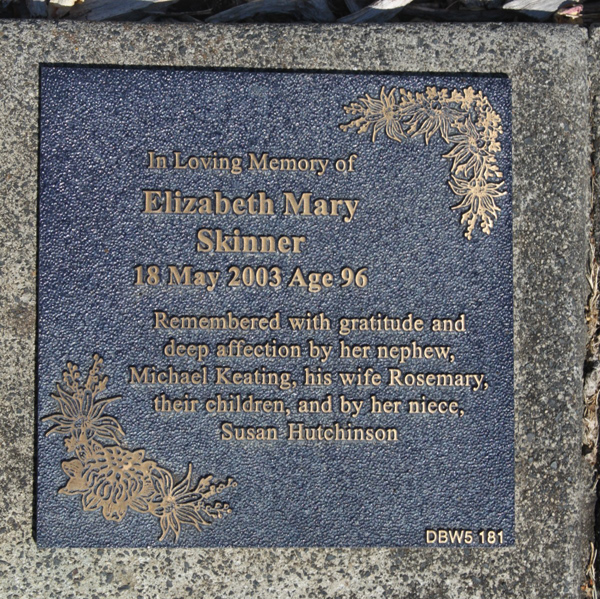 In Loving Memory of
Elizabeth Mary
Skinner
18 May 2003 Age 96
Remembered with gratitude and
deep affection by her nephew,
Michael Keating, his wife Rosemary,
their children, and by her niece,
Susan Hutchinson
DBW5 181